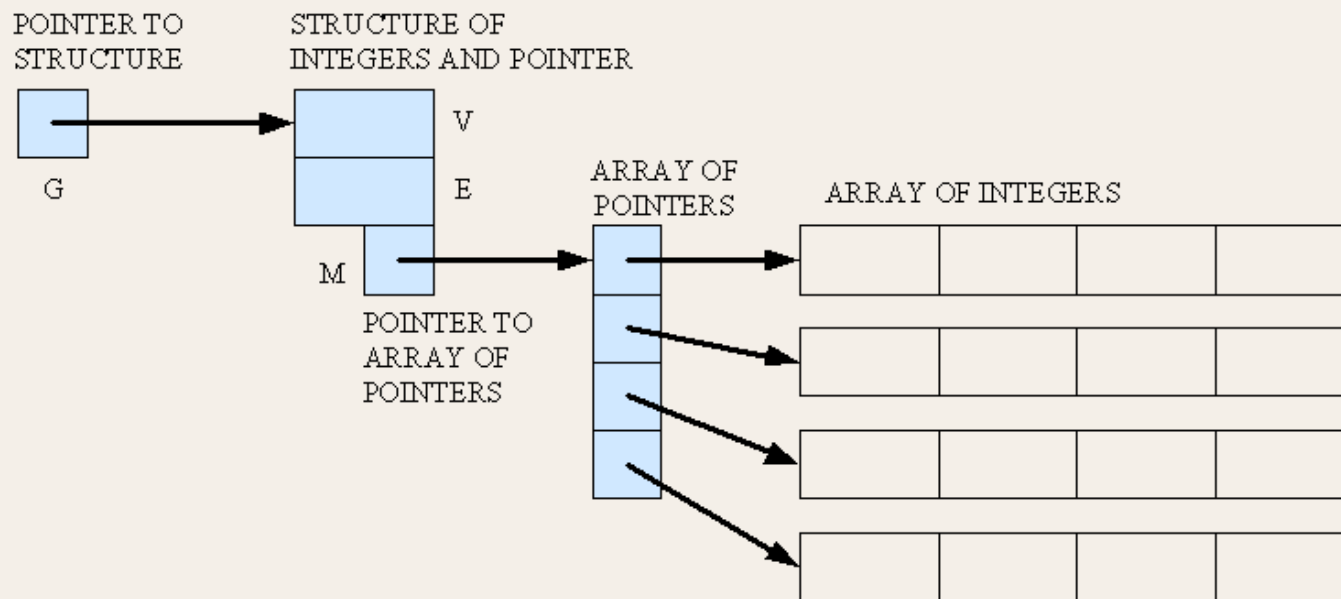 POINTER TO
STRUCTURE
STRUCTURE OF
INTEGERS AND POINTER
V
G
E
ARRAY OF
POINTERS
ARRAY OF INTEGERS
M
POINTER TO
ARRAY OF
POINTERS